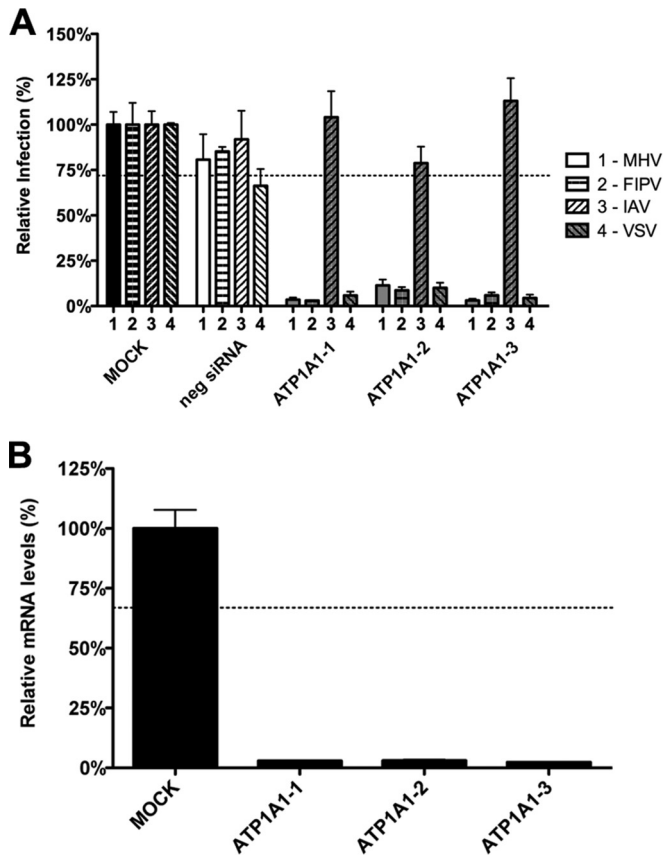 A
Relative Infection (%)
150%
125%
100%
75%
50%
25%
0%
1 2 3 4 1 2 3 4 1 2 3 4 1 2 3 4 1 2 3 4
MOCK
neg siRNA
ATP1A1-1
ATP1A1-2
ATP1A1-3
1 - MHV
2 - FIPV
3 - IAV
4 - VSV
B
Relative mRNA levels (%)
125%
100%
75%
50%
25%
0%
MOCK
ATP1A1-1
ATP1A1-2
ATP1A1-3